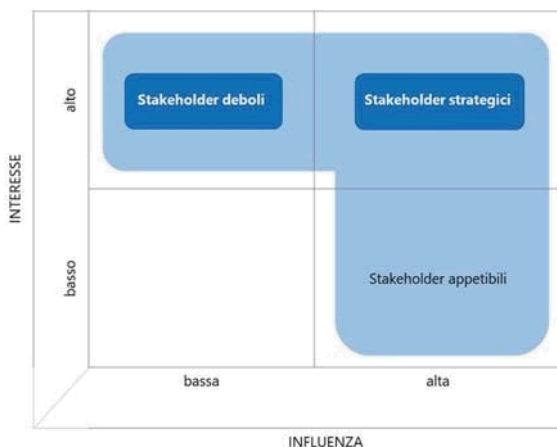 Stakeholder deboli
Stakeholder strategici
alto
INTERESSE
basso
Stakeholder appetibili
bassa
alta
INFLUENZA